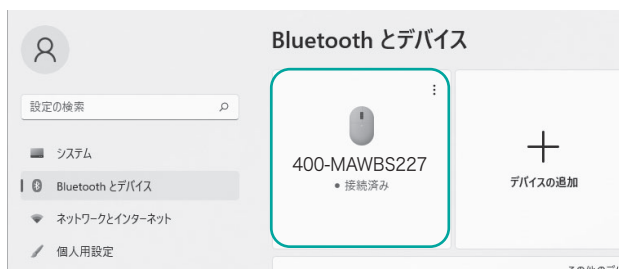 Bluetooth とデバイス
設定の検索
システム
Bluetooth とデバイス
ネットワークとインターネット
個人用設定
400-MAWBS227
接続済み
デバイスの追加